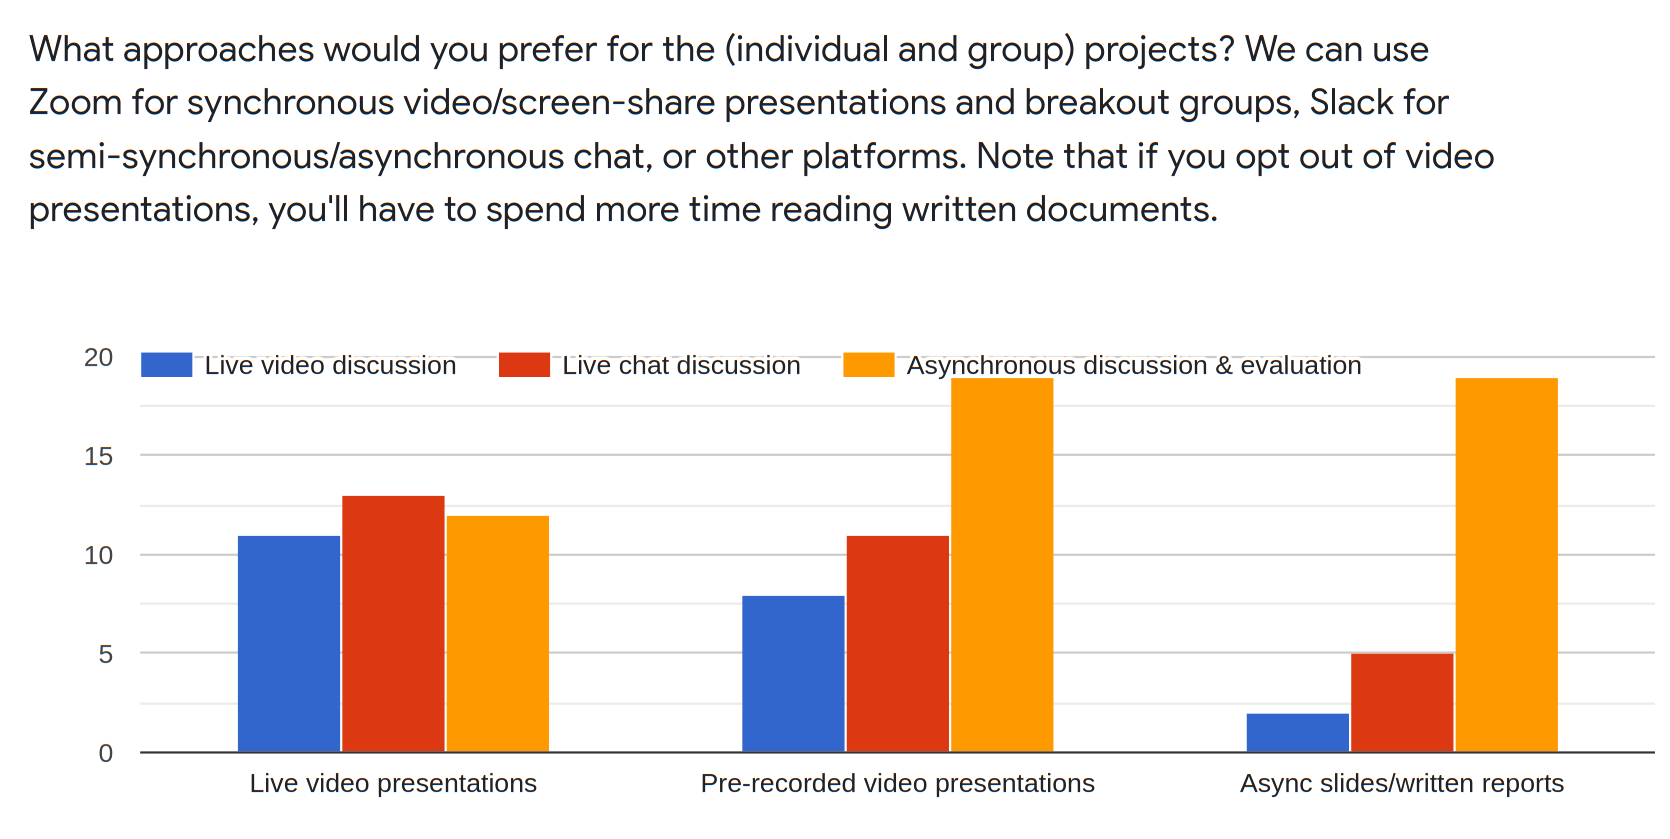 What approaches would you prefer for the (individual and group) projects? We can use
Zoom for synchronous video/screen-share presentations and breakout groups, Slack for
semi-synchronous/asynchronous chat, or other platforms. Note that if you opt out of video
presentations, you'll have to spend more time reading written documents.
Live video discussion
Live chat discussion
Asynchronous discussion & evaluation
20
15
10
5
0
Live video presentations
Pre-recorded video presentations
Async slides/written reports